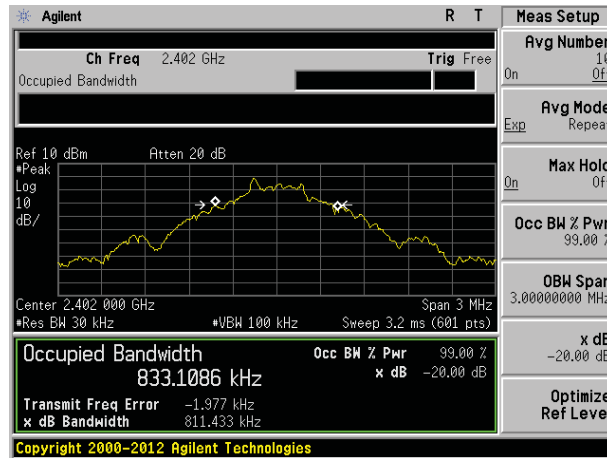 Agilent R T
Meas Setup
Ch Freq 2.402 GHz Trig Free
Occupied Bandwidth
Avg Number
10
On Off
Avg Mode
Exp Repeat
Max Hold
On Off
Occ BW % Pwr
99.00 %
OBW Span
3.00000000 MHz
x dB
-20.00 dB
Optimize
Ref Level
Ref 10 dBm Atten 20 dB
#Peak
Log
10
dB/
Center 2.402 000 GHz Span 3 MHz
#Res BW 30 kHz #VBW 100 kHz Sweep 3.2 ms (601 pts)
Occupied Bandwidth Occ BW % Pwr 99.00 %
833.1086 kHz x dB -20.00 dB
Transmit Freq Error -1.977 kHz
x dB Bandwidth 811.433 kHz
Copyright 2000-2012 Agilent Technologies